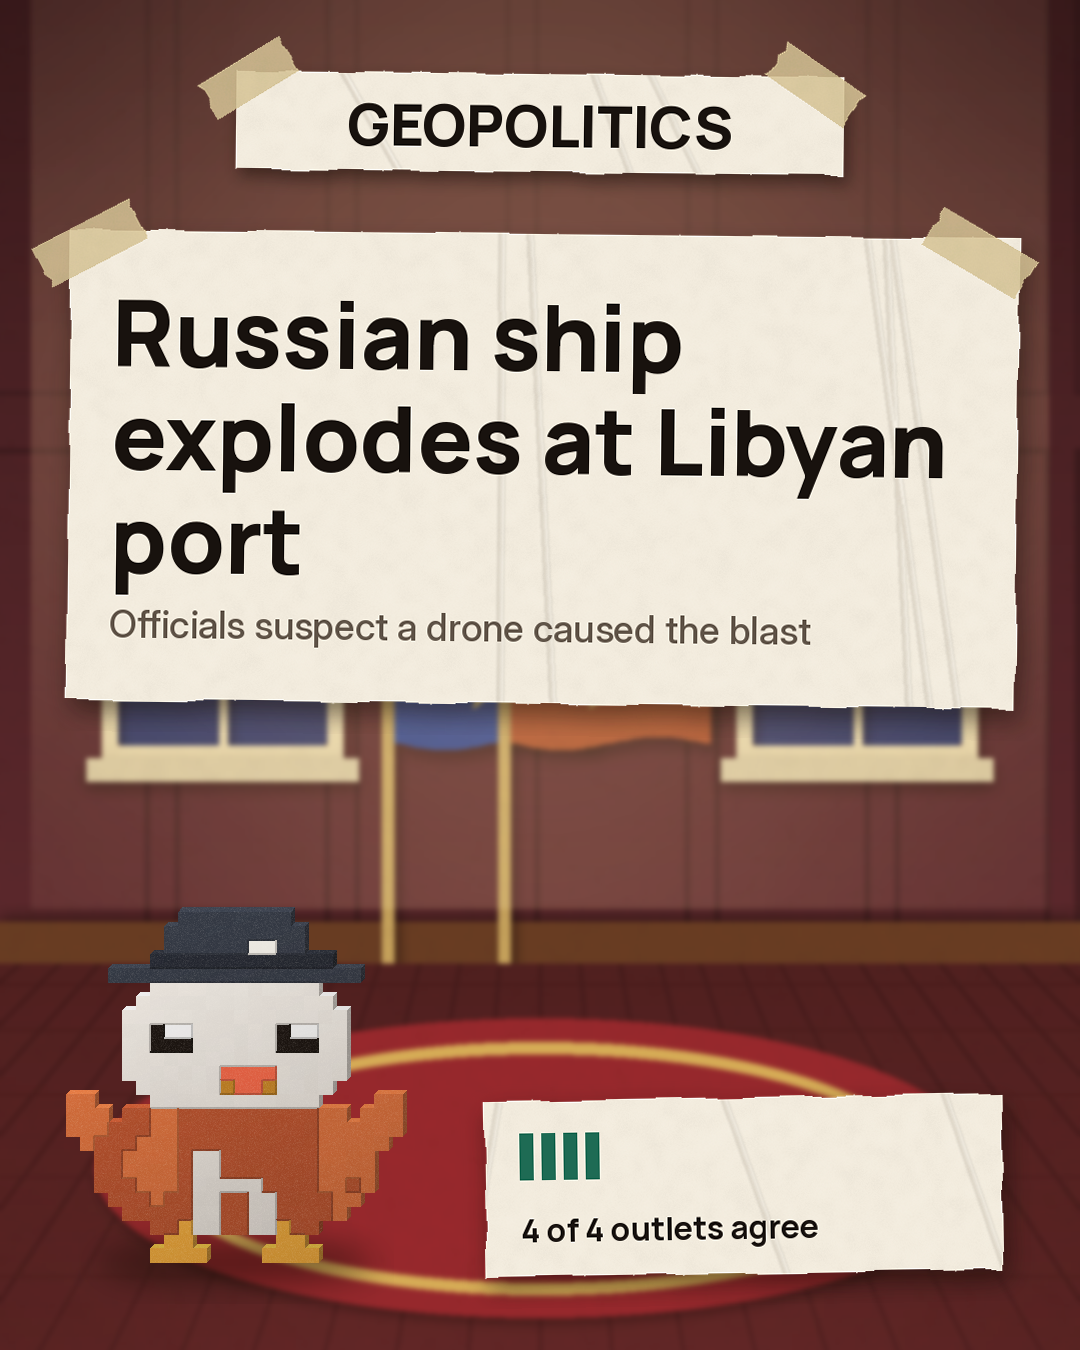 GEOPOLITICS
Russian ship
explodes at Libyan
port
Officials suspect a drone caused the blast
h
4 of 4 outlets agree